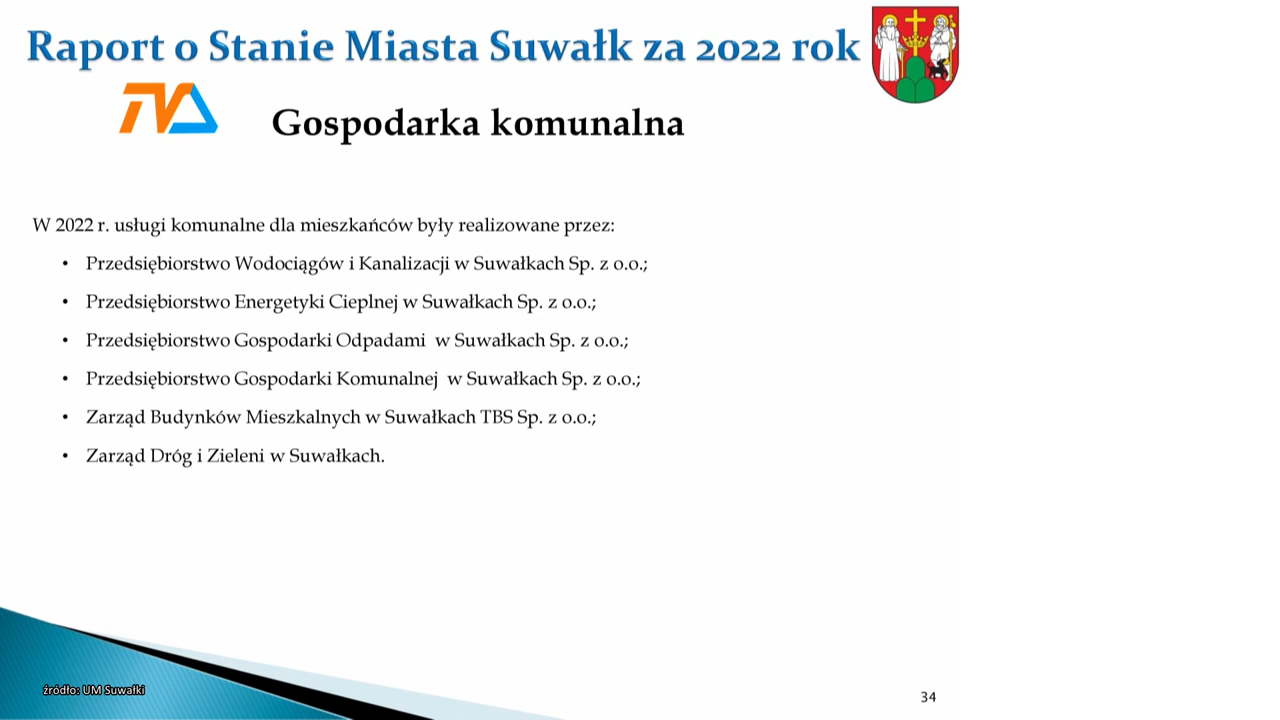 Raport o Stanie Miasta Suwałk za 2022 rok
TVS
Gospodarka komunalna
W 2022 r. usługi komunalne dla mieszkańców były realizowane przez:
• Przedsiębiorstwo Wodociągów i Kanalizacji w Suwałkach Sp. z o.o.;
• Przedsiębiorstwo Energetyki Cieplnej w Suwałkach Sp. z o.o.;
• Przedsiębiorstwo Gospodarki Odpadami w Suwałkach Sp. z o.o.;
• Przedsiębiorstwo Gospodarki Komunalnej w Suwałkach Sp. z o.o.;
• Zarząd Budynków Mieszkalnych w Suwałkach TBS Sp. z o.o.;
• Zarząd Dróg i Zieleni w Suwałkach.
źródło: UM Suwałki
34